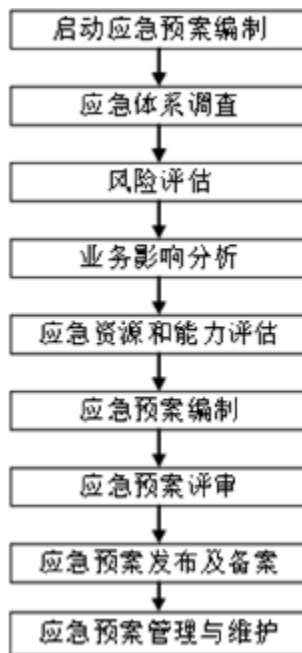 启动应急预案编制
应急体系调查
风险评估
业务影响分析
应急资源和能力评估
应急预案编制
应急预案评审
应急预案发布及备案
应急预案管理与维护